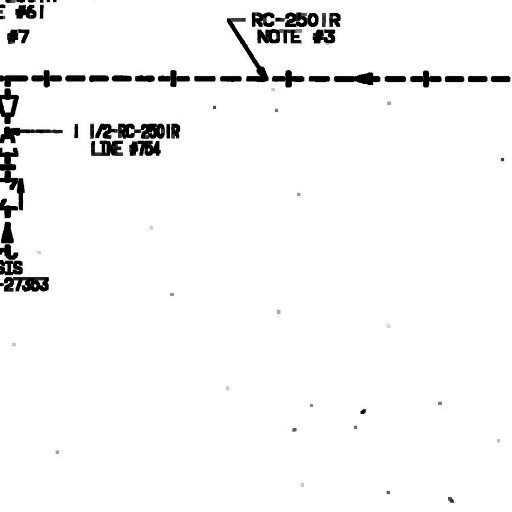 E #61
#7
RC-2501R
NOTE #3
1 1/2-RC-2501R
LINE #754
SIS
-27353